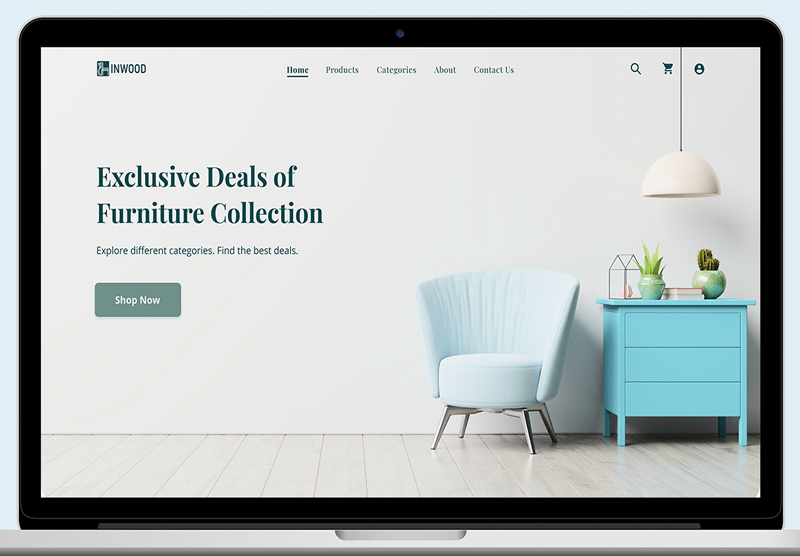 INWOOD
Home Products Categories About Contact Us
Exclusive Deals of
Furniture Collection
Explore different categories. Find the best deals.
Shop Now